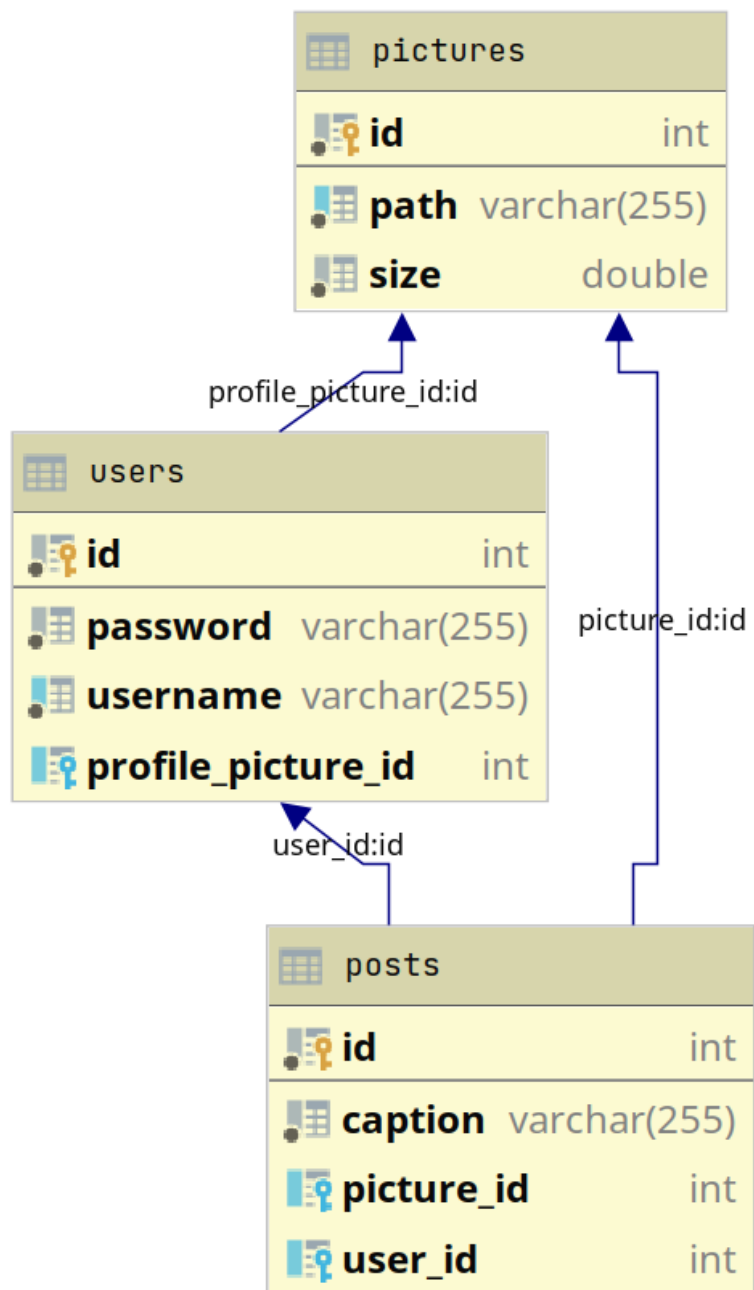 pictures
id int
path varchar(255)
size double
profile_picture_id:id
users
id int
password varchar(255)
username varchar(255)
profile_picture_id int
picture_id:id
user_id:id
posts
id int
caption varchar(255)
picture_id int
user_id int